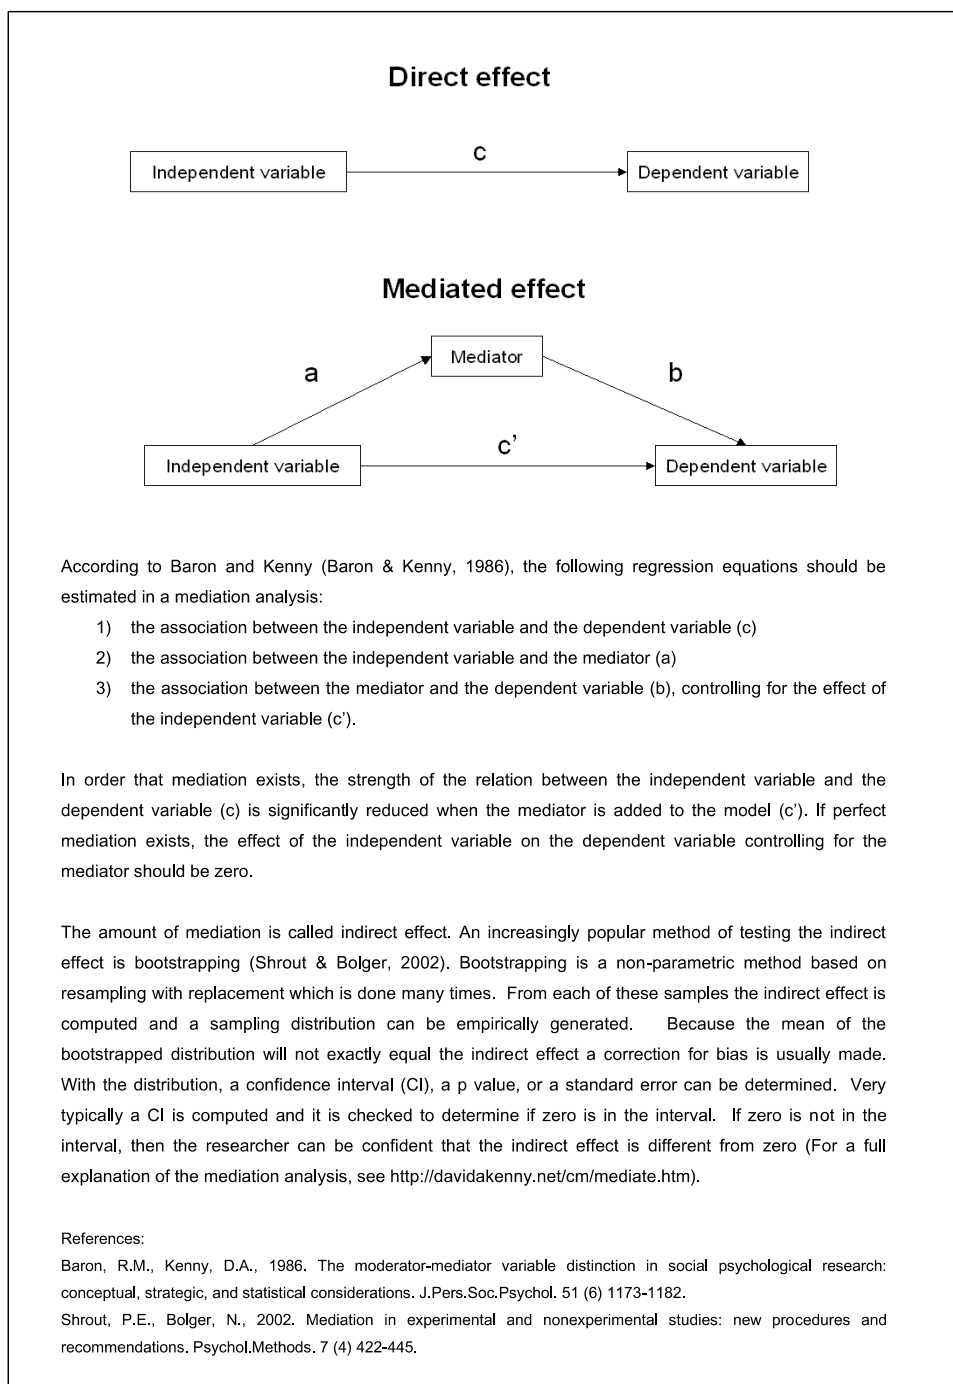 Direct effect
c
Independent variable
Dependent variable
Mediated effect
Mediator
a
b
c’
Independent variable
Dependent variable
According to Baron and Kenny (Baron & Kenny, 1986), the following regression equations should be
estimated in a mediation analysis:
1) the association between the independent variable and the dependent variable (c)
2) the association between the independent variable and the mediator (a)
3) the association between the mediator and the dependent variable (b), controlling for the effect of
the independent variable (c’).
In order that mediation exists, the strength of the relation between the independent variable and the
dependent variable (c) is significantly reduced when the mediator is added to the model (c’). If perfect
mediation exists, the effect of the independent variable on the dependent variable controlling for the
mediator should be zero.
The amount of mediation is called indirect effect. An increasingly popular method of testing the indirect
effect is bootstrapping (Shrout & Bolger, 2002). Bootstrapping is a non-parametric method based on
resampling with replacement which is done many times. From each of these samples the indirect effect is
computed and a sampling distribution can be empirically generated. Because the mean of the
bootstrapped distribution will not exactly equal the indirect effect a correction for bias is usually made.
With the distribution, a confidence interval (CI), a p value, or a standard error can be determined. Very
typically a CI is computed and it is checked to determine if zero is in the interval. If zero is not in the
interval, then the researcher can be confident that the indirect effect is different from zero (For a full
explanation of the mediation analysis, see http://davidakenny.net/cm/mediate.htm).
References:
Baron, R.M., Kenny, D.A., 1986. The moderator-mediator variable distinction in social psychological research:
conceptual, strategic, and statistical considerations. J.Pers.Soc.Psychol. 51 (6) 1173-1182.
Shrout, P.E., Bolger, N., 2002. Mediation in experimental and nonexperimental studies: new procedures and
recommendations. Psychol.Methods. 7 (4) 422-445.